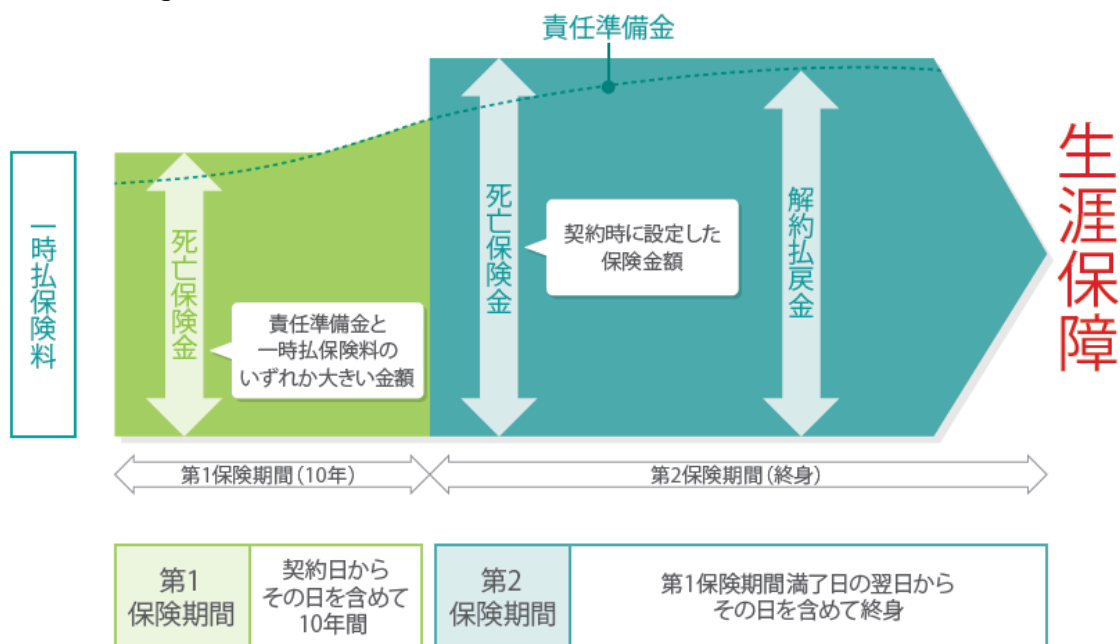 責任準備金
一時払保険料
死亡保険金
責任準備金と
一時払保険料の
いずれか大きい金額
死亡保険金
契約時に設定した
保険金額
解約払戻金
生涯保障
第1保険期間(10年)
第2保険期間(終身)
第1
保険期間
契約日から
その日を含めて
10年間
第2
保険期間
第1保険期間満了日の翌日から
その日を含めて終身